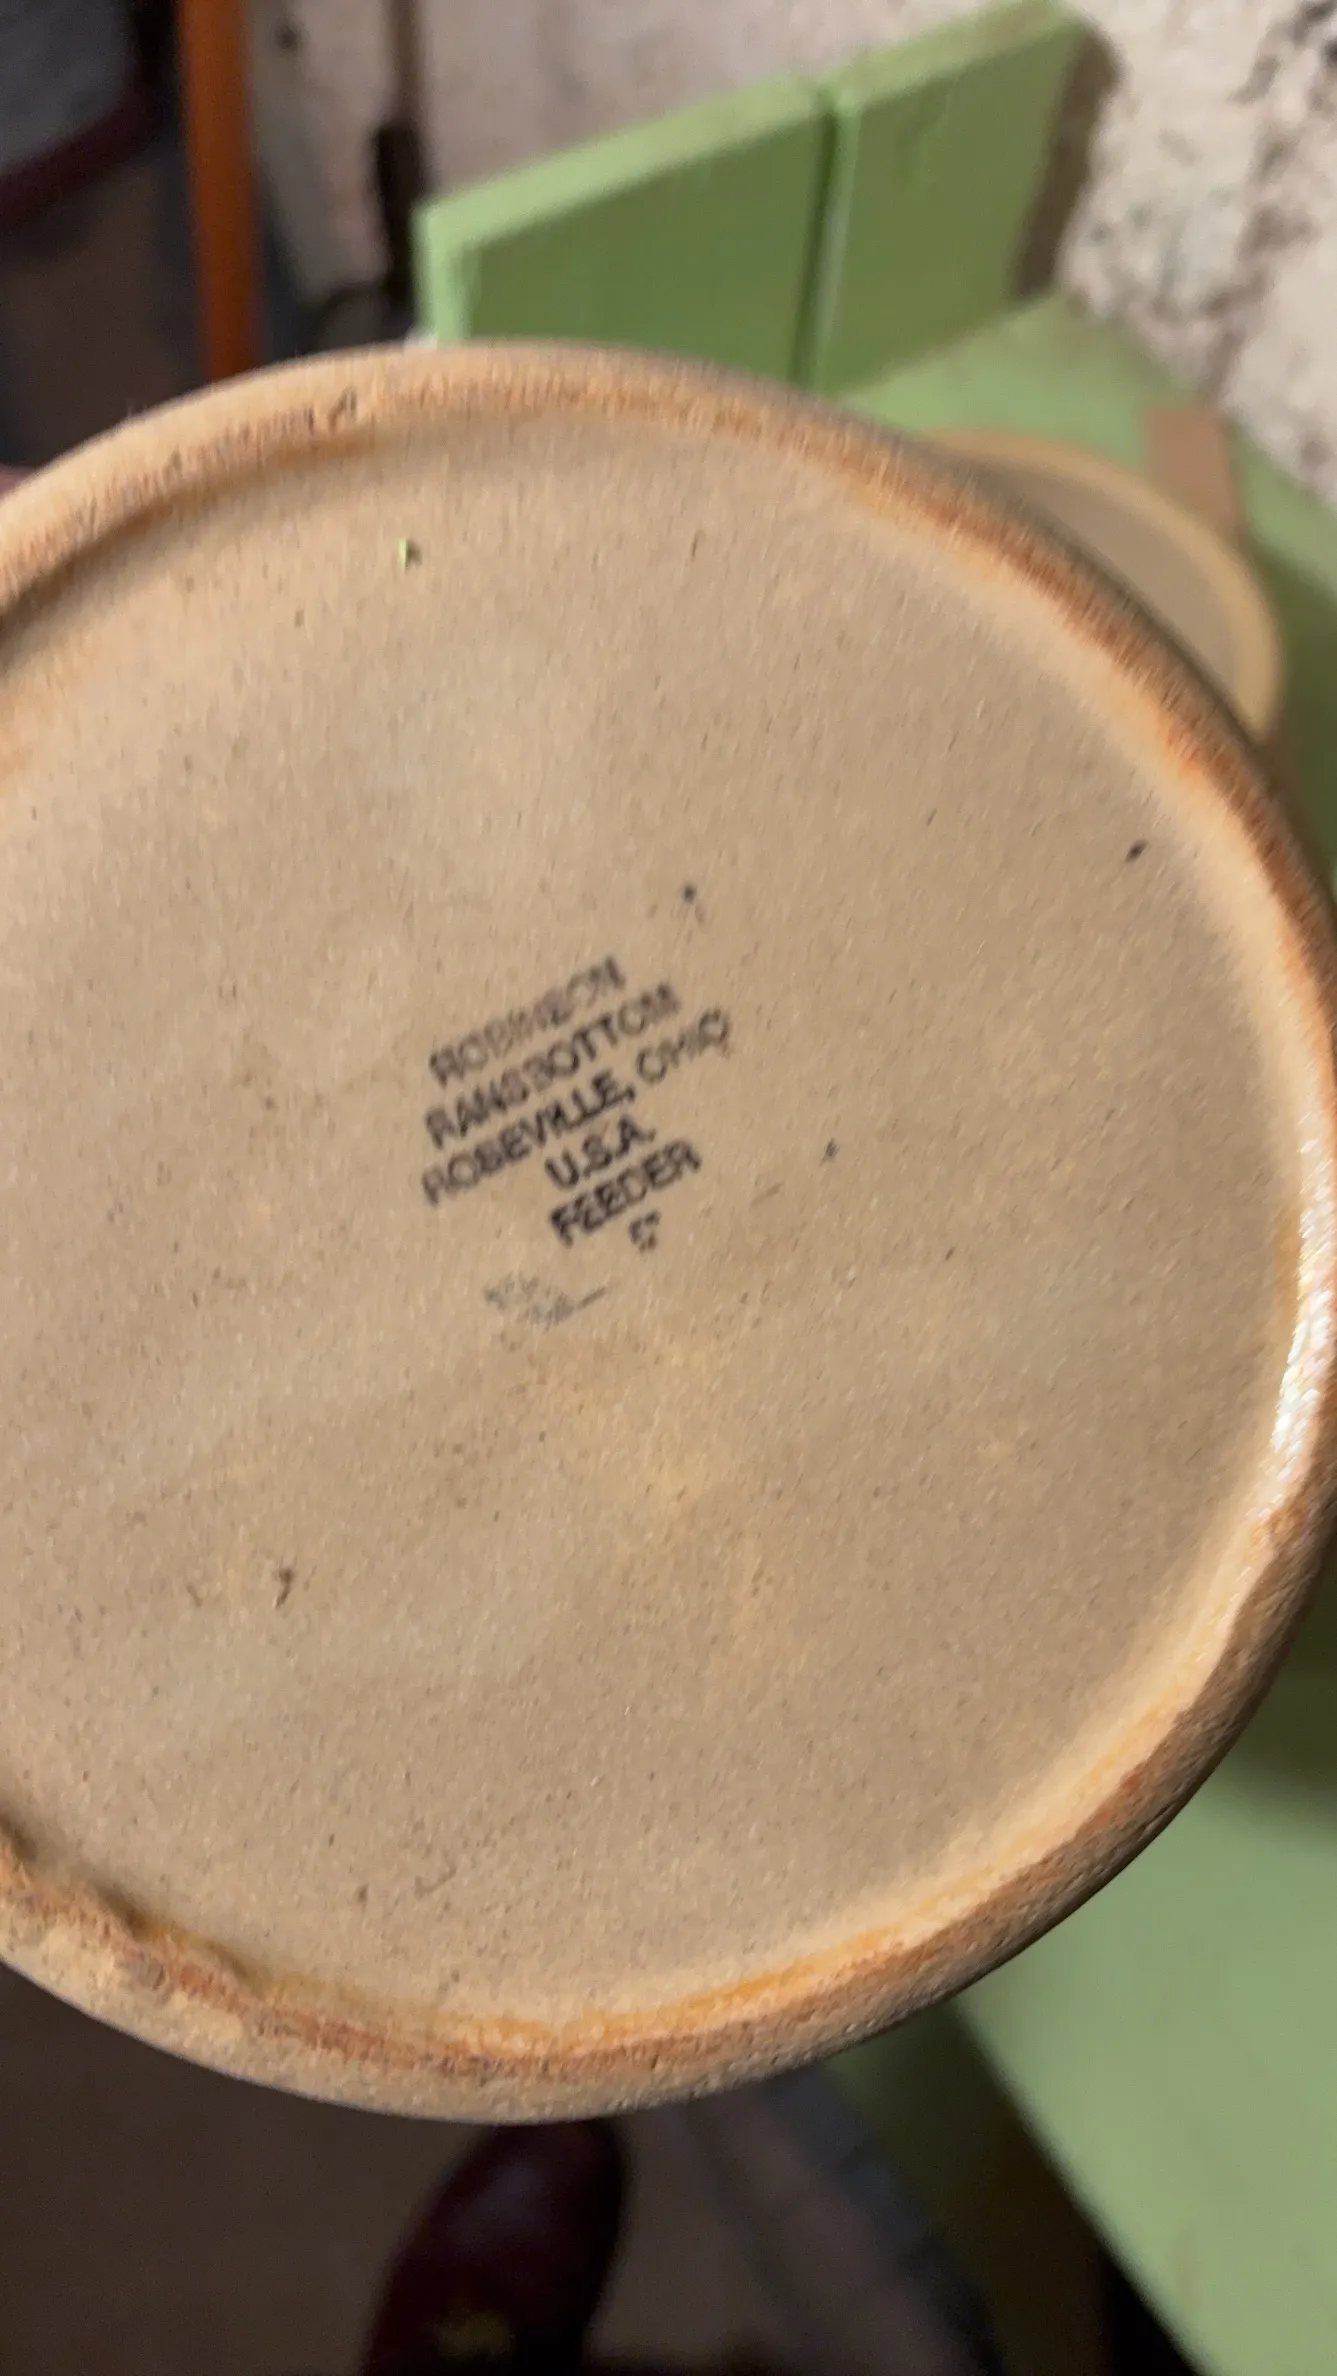 ROBINSON
RANSBOTTOM
ROSEVILLE, OHIO
U.S.A.
FEEDER